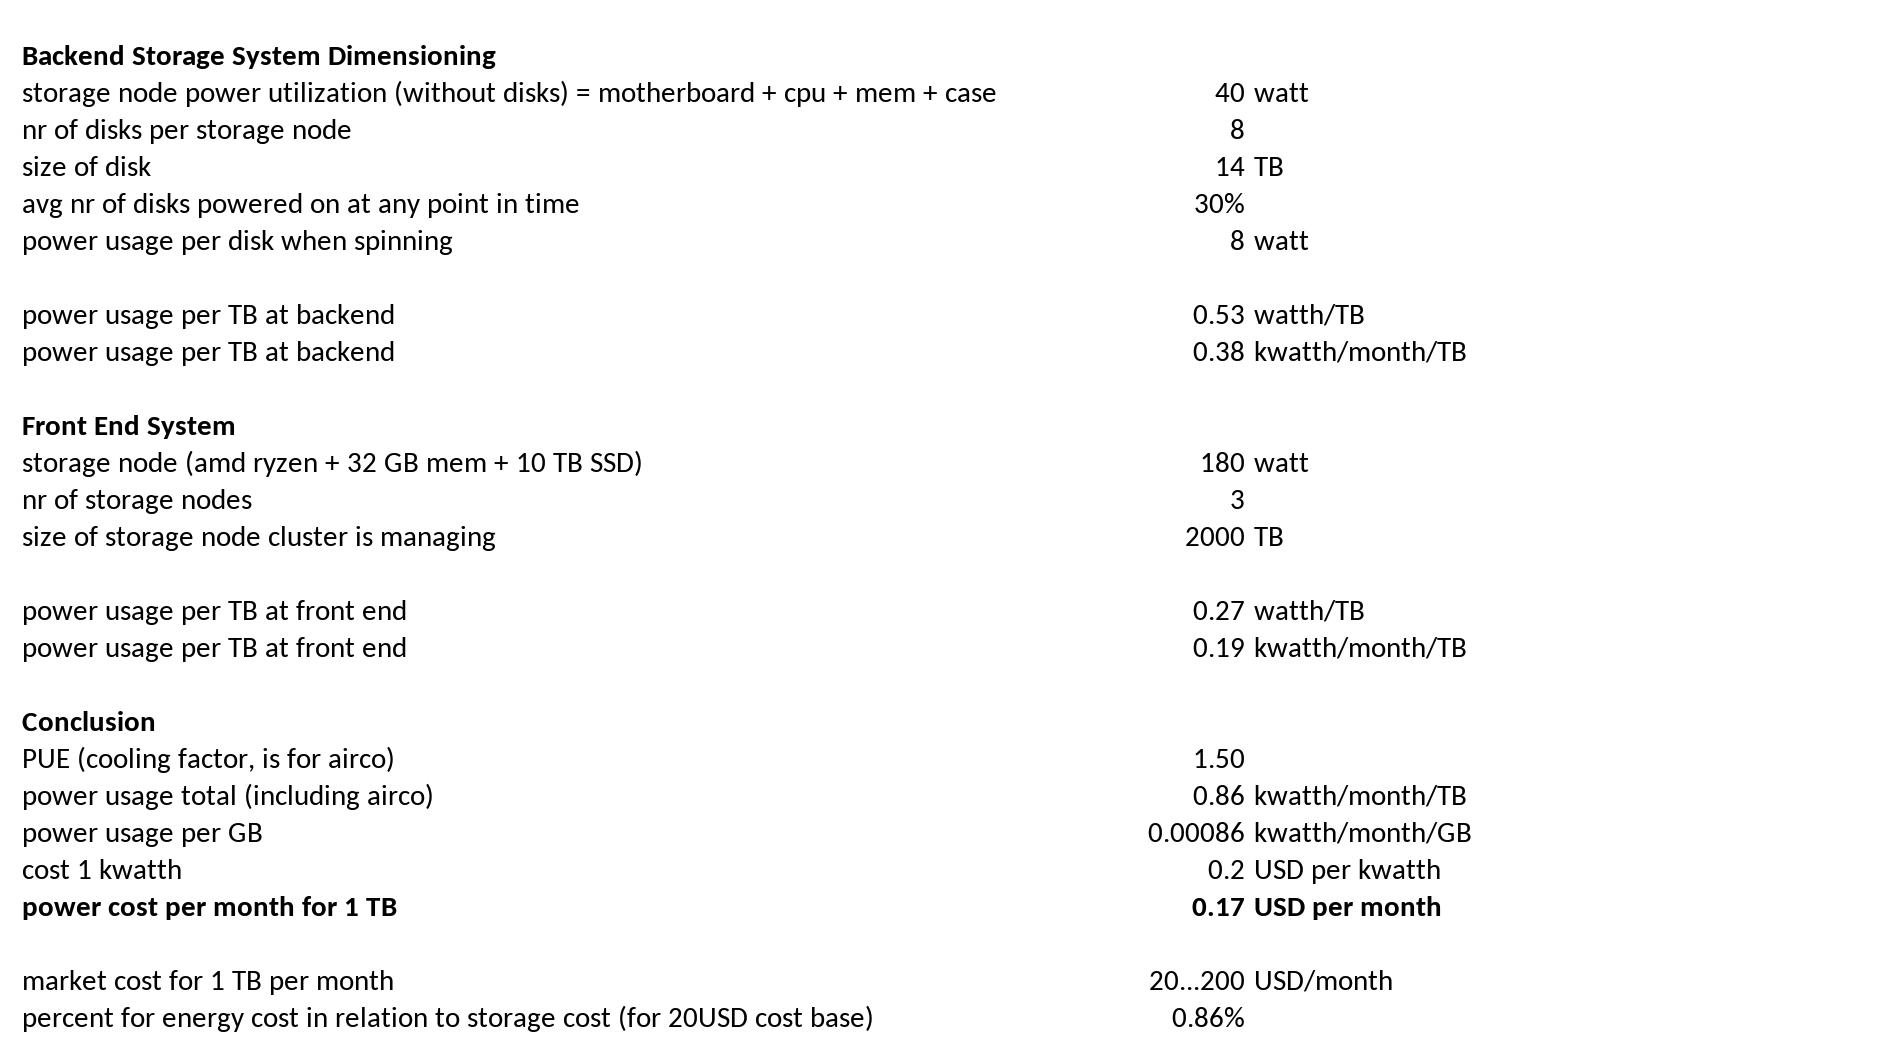 Backend Storage System Dimensioning
storage node power utilization (without disks) = motherboard + cpu + mem + case 40 watt
nr of disks per storage node 8
size of disk 14 TB
avg nr of disks powered on at any point in time 30%
power usage per disk when spinning 8 watt
power usage per TB at backend 0.53 watth/TB
power usage per TB at backend 0.38 kwatth/month/TB
Front End System
storage node (amd ryzen + 32 GB mem + 10 TB SSD) 180 watt
nr of storage nodes 3
size of storage node cluster is managing 2000 TB
power usage per TB at front end 0.27 watth/TB
power usage per TB at front end 0.19 kwatth/month/TB
Conclusion
PUE (cooling factor, is for airco) 1.50
power usage total (including airco) 0.86 kwatth/month/TB
power usage per GB 0.00086 kwatth/month/GB
cost 1 kwatth 0.2 USD per kwatth
power cost per month for 1 TB 0.17 USD per month
market cost for 1 TB per month 20...200 USD/month
percent for energy cost in relation to storage cost (for 20USD cost base) 0.86%